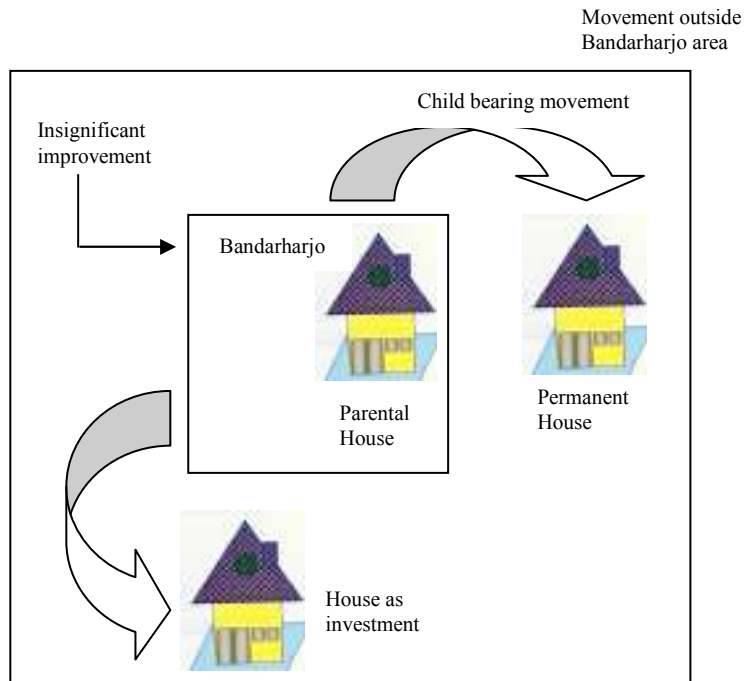 Movement outside
Bandarharjo area
Child bearing movement
Insignificant
improvement
Bandarharjo
Parental
House
Permanent
House
House as
investment